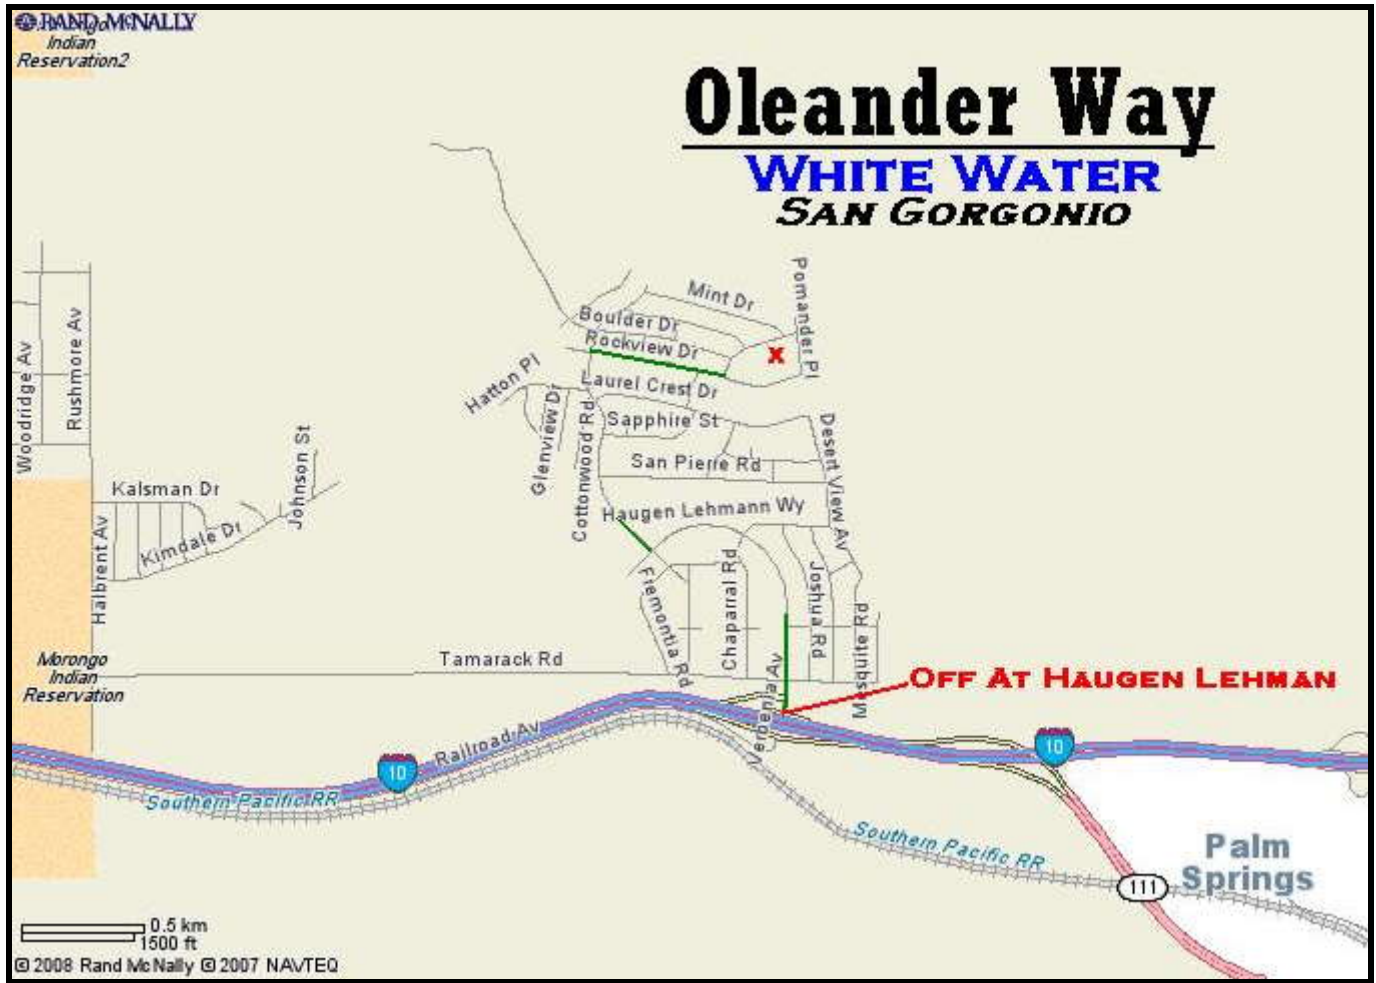 RAND McNALLY
Indian
Reservation2
Oleander Way
WHITE WATER
SAN GORGONIO
Mint Dr
Pomander Pl
Boulder Dr
Rockview Dr
X
Laurel Crest Dr
Hatton Pl
Glenview Dr
Cottonwood Rd
Sapphire St
San Pierre Rd
Desert View Av
Haugen Lehmann Wy
Woodridge Av
Rushmore Av
Johnson St
Kalsman Dr
Kimdale Dr
Halbrent Av
Fremontia Rd
Chaparral Rd
Joshua Rd
Mesquite Rd
Verbenia Av
Morongo
Indian
Reservation
Tamarack Rd
OFF AT HAUGEN LEHMAN
10
Railroad Av
10
Southern Pacific RR
Southern Pacific RR
Palm
Springs
111
0.5 km
1500 ft
© 2008 Rand McNally © 2007 NAVTEQ